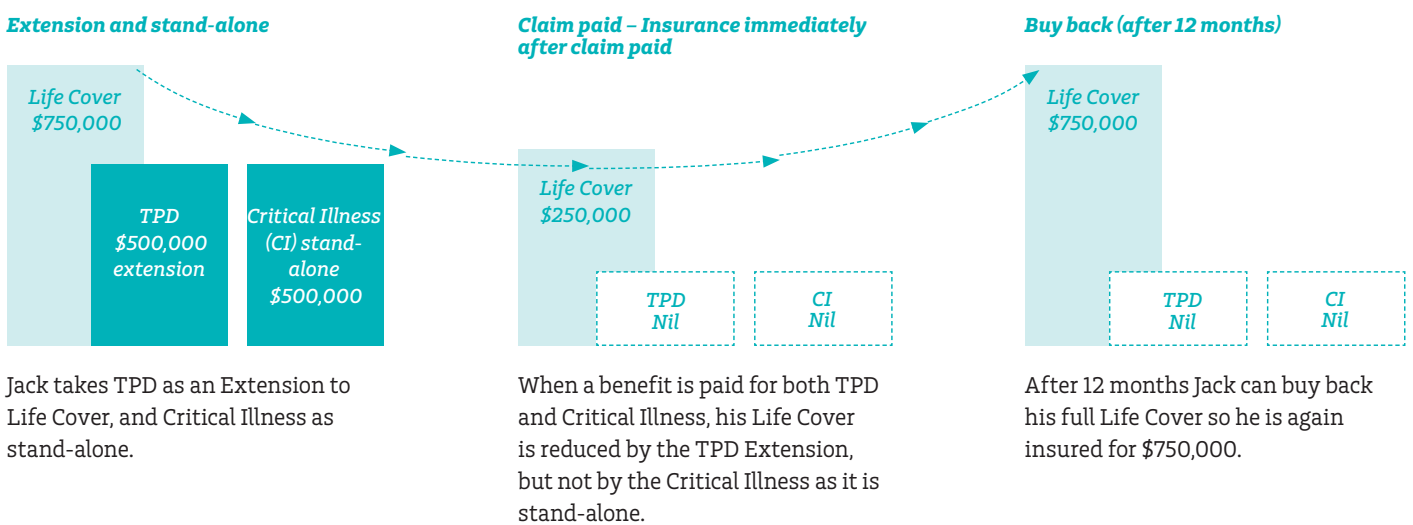 Extension and stand-alone
Life Cover
$750,000
TPD
$500,000
extension
Critical Illness
(CI) stand-
alone
$500,000
Jack takes TPD as an Extension to
Life Cover, and Critical Illness as
stand-alone.
Claim paid – Insurance immediately
after claim paid
Life Cover
$250,000
TPD
Nil
CI
Nil
When a benefit is paid for both TPD
and Critical Illness, his Life Cover
is reduced by the TPD Extension,
but not by the Critical Illness as it is
stand-alone.
Buy back (after 12 months)
Life Cover
$750,000
TPD
Nil
CI
Nil
After 12 months Jack can buy back
his full Life Cover so he is again
insured for $750,000.